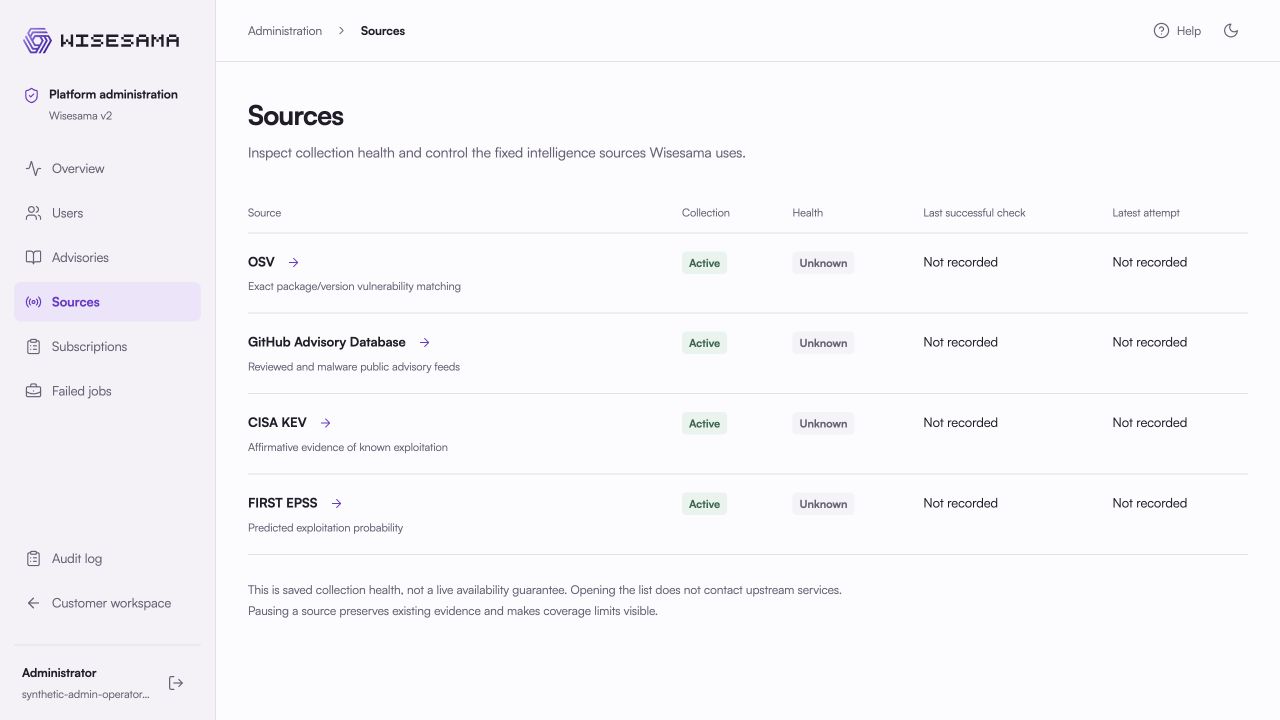 WISESAMA
Platform administration
Wisesama v2
Overview
Users
Advisories
Sources
Subscriptions
Failed jobs
Audit log
Customer workspace
Administrator
synthetic-admin-operator...
Administration > Sources
Help
Sources
Inspect collection health and control the fixed intelligence sources Wisesama uses.
Source Collection Health Last successful check Latest attempt
OSV → Active Unknown Not recorded Not recorded
Exact package/version vulnerability matching
GitHub Advisory Database → Active Unknown Not recorded Not recorded
Reviewed and malware public advisory feeds
CISA KEV → Active Unknown Not recorded Not recorded
Affirmative evidence of known exploitation
FIRST EPSS → Active Unknown Not recorded Not recorded
Predicted exploitation probability
This is saved collection health, not a live availability guarantee. Opening the list does not contact upstream services.
Pausing a source preserves existing evidence and makes coverage limits visible.